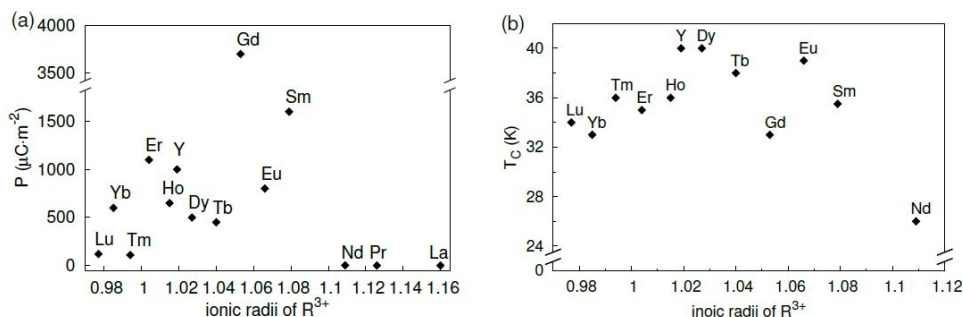 (a)
4000
3500
1500
1000
500
0
P (μC·m⁻²)
Gd
Sm
Er
Y
Yb
Ho
Dy
Tb
Eu
Lu
Tm
Nd
Pr
La
0.98
1
1.02
1.04
1.06
1.08
1.1
1.12
1.14
1.16
ionic radii of R³⁺
(b)
40
36
32
28
24
0
T_C (K)
Y
Dy
Eu
Tb
Tm
Er
Ho
Sm
Lu
Yb
Gd
Nd
0.98
1.00
1.02
1.04
1.06
1.08
1.10
1.12
inoic radii of R³⁺